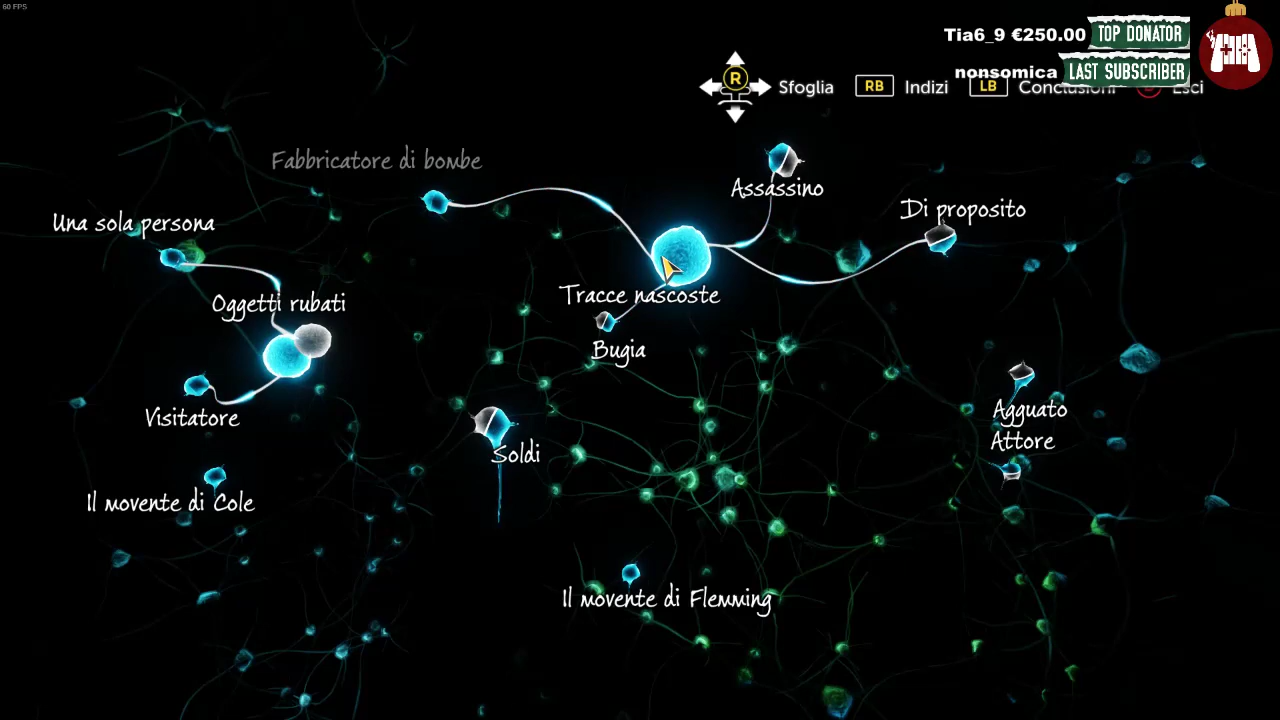 60 FPS
Tia6_9 €250.00 TOP DONATOR
nonsomica LAST SUBSCRIBER
R Sfoglia RB Indizi LB Conclusioni Esci
Fabbricatore di bombe
Assassino
Una sola persona
Di proposito
Oggetti rubati
Tracce nascoste
Bugia
Visitatore
Agguato
Attore
Soldi
Il movente di Cole
Il movente di Flemming